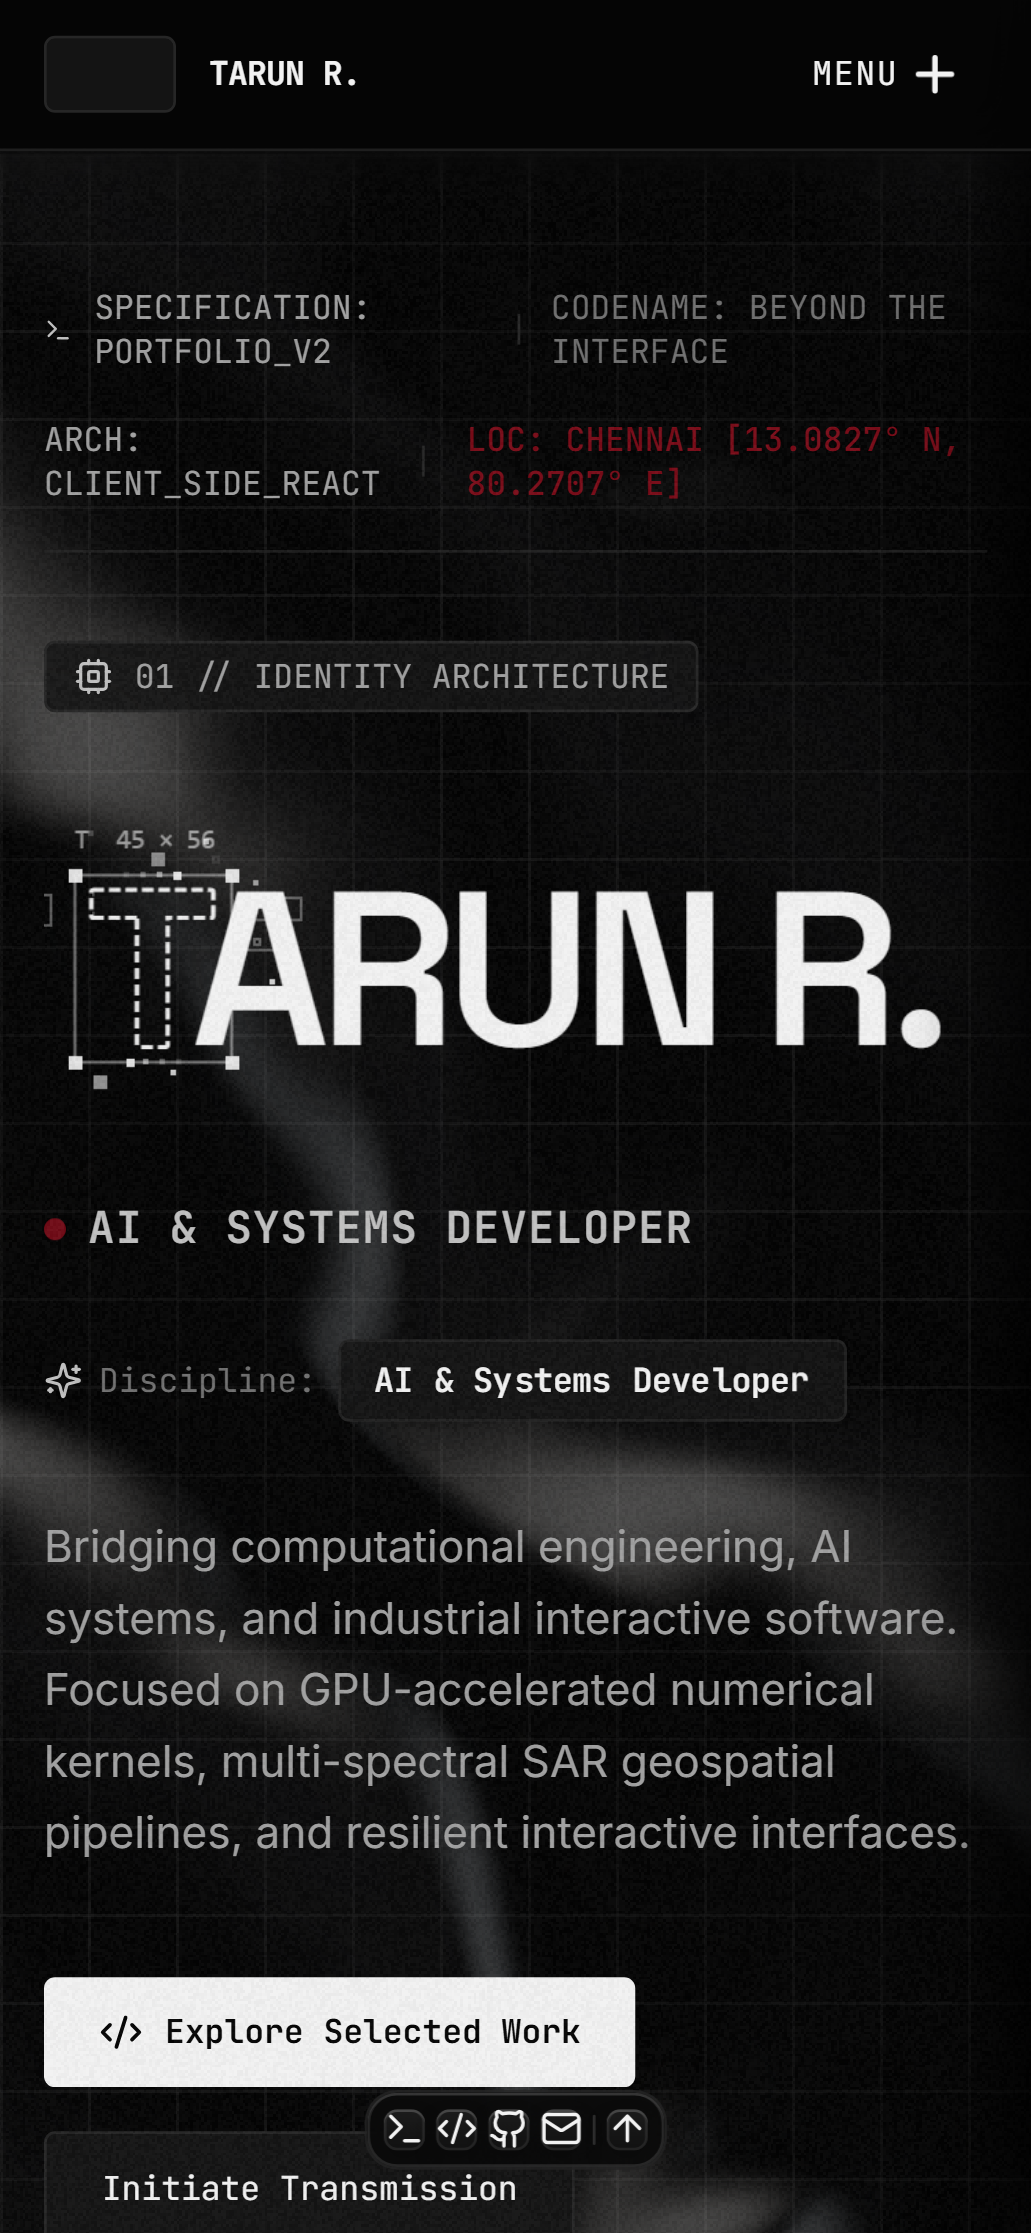 TARUN R.
MENU
SPECIFICATION:
PORTFOLIO_V2
CODENAME: BEYOND THE
INTERFACE
ARCH:
CLIENT_SIDE_REACT
LOC: CHENNAI [13.0827° N,
80.2707° E]
01 // IDENTITY ARCHITECTURE
T 45 × 56
TARUN R.
AI & SYSTEMS DEVELOPER
Discipline: AI & Systems Developer
Bridging computational engineering, AI
systems, and industrial interactive software.
Focused on GPU-accelerated numerical
kernels, multi-spectral SAR geospatial
pipelines, and resilient interactive interfaces.
Explore Selected Work
Initiate Transmission